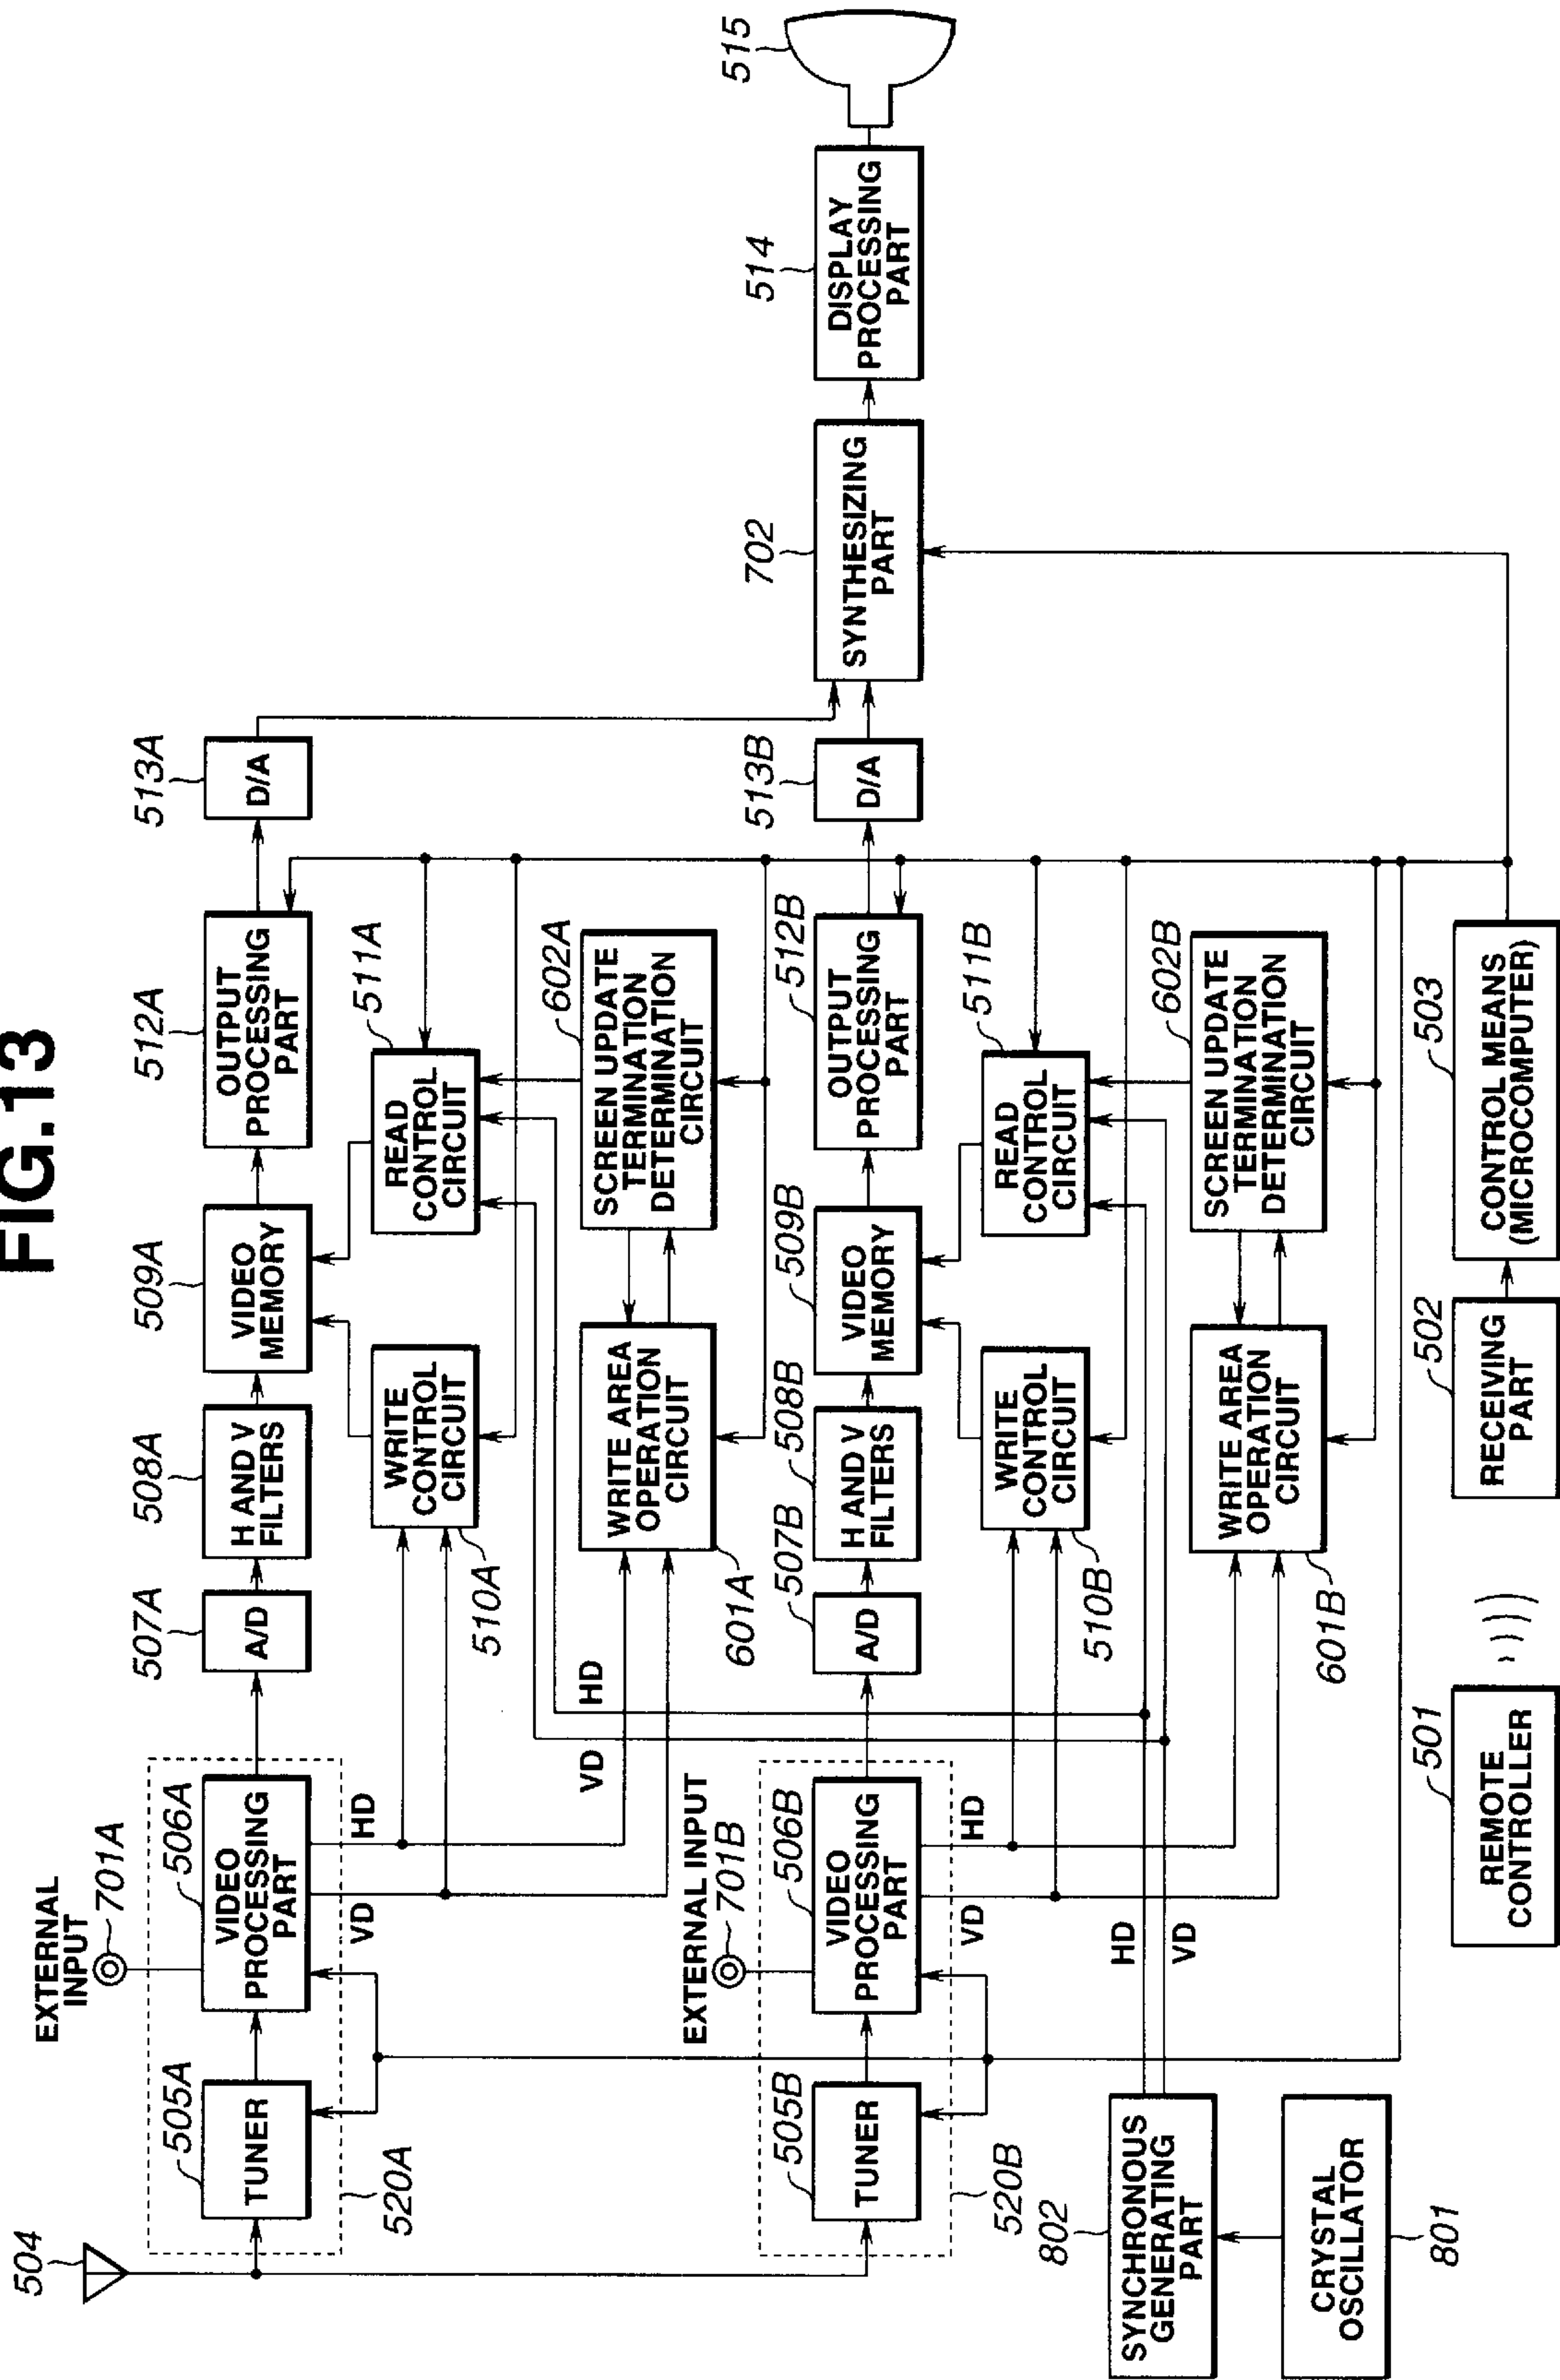 FIG.13
504
EXTERNAL
INPUT
701A
505A
TUNER
506A
VIDEO
PROCESSING
PART
520A
HD
VD
507A
A/D
508A
H AND V
FILTERS
509A
VIDEO
MEMORY
512A
OUTPUT
PROCESSING
PART
513A
D/A
510A
WRITE
CONTROL
CIRCUIT
511A
READ
CONTROL
CIRCUIT
HD
VD
601A
WRITE AREA
OPERATION
CIRCUIT
602A
SCREEN UPDATE
TERMINATION
DETERMINATION
CIRCUIT
EXTERNAL INPUT
701B
505B
TUNER
506B
VIDEO
PROCESSING
PART
520B
HD
VD
507B
A/D
508B
H AND V
FILTERS
509B
VIDEO
MEMORY
512B
OUTPUT
PROCESSING
PART
513B
D/A
702
SYNTHESIZING
PART
514
DISPLAY
PROCESSING
PART
515
510B
WRITE
CONTROL
CIRCUIT
511B
READ
CONTROL
CIRCUIT
601B
WRITE AREA
OPERATION
CIRCUIT
602B
SCREEN UPDATE
TERMINATION
DETERMINATION
CIRCUIT
802
SYNCHRONOUS
GENERATING
PART
HD
VD
CRYSTAL
OSCILLATOR
801
501
REMOTE
CONTROLLER
502
RECEIVING
PART
503
CONTROL MEANS
(MICROCOMPUTER)